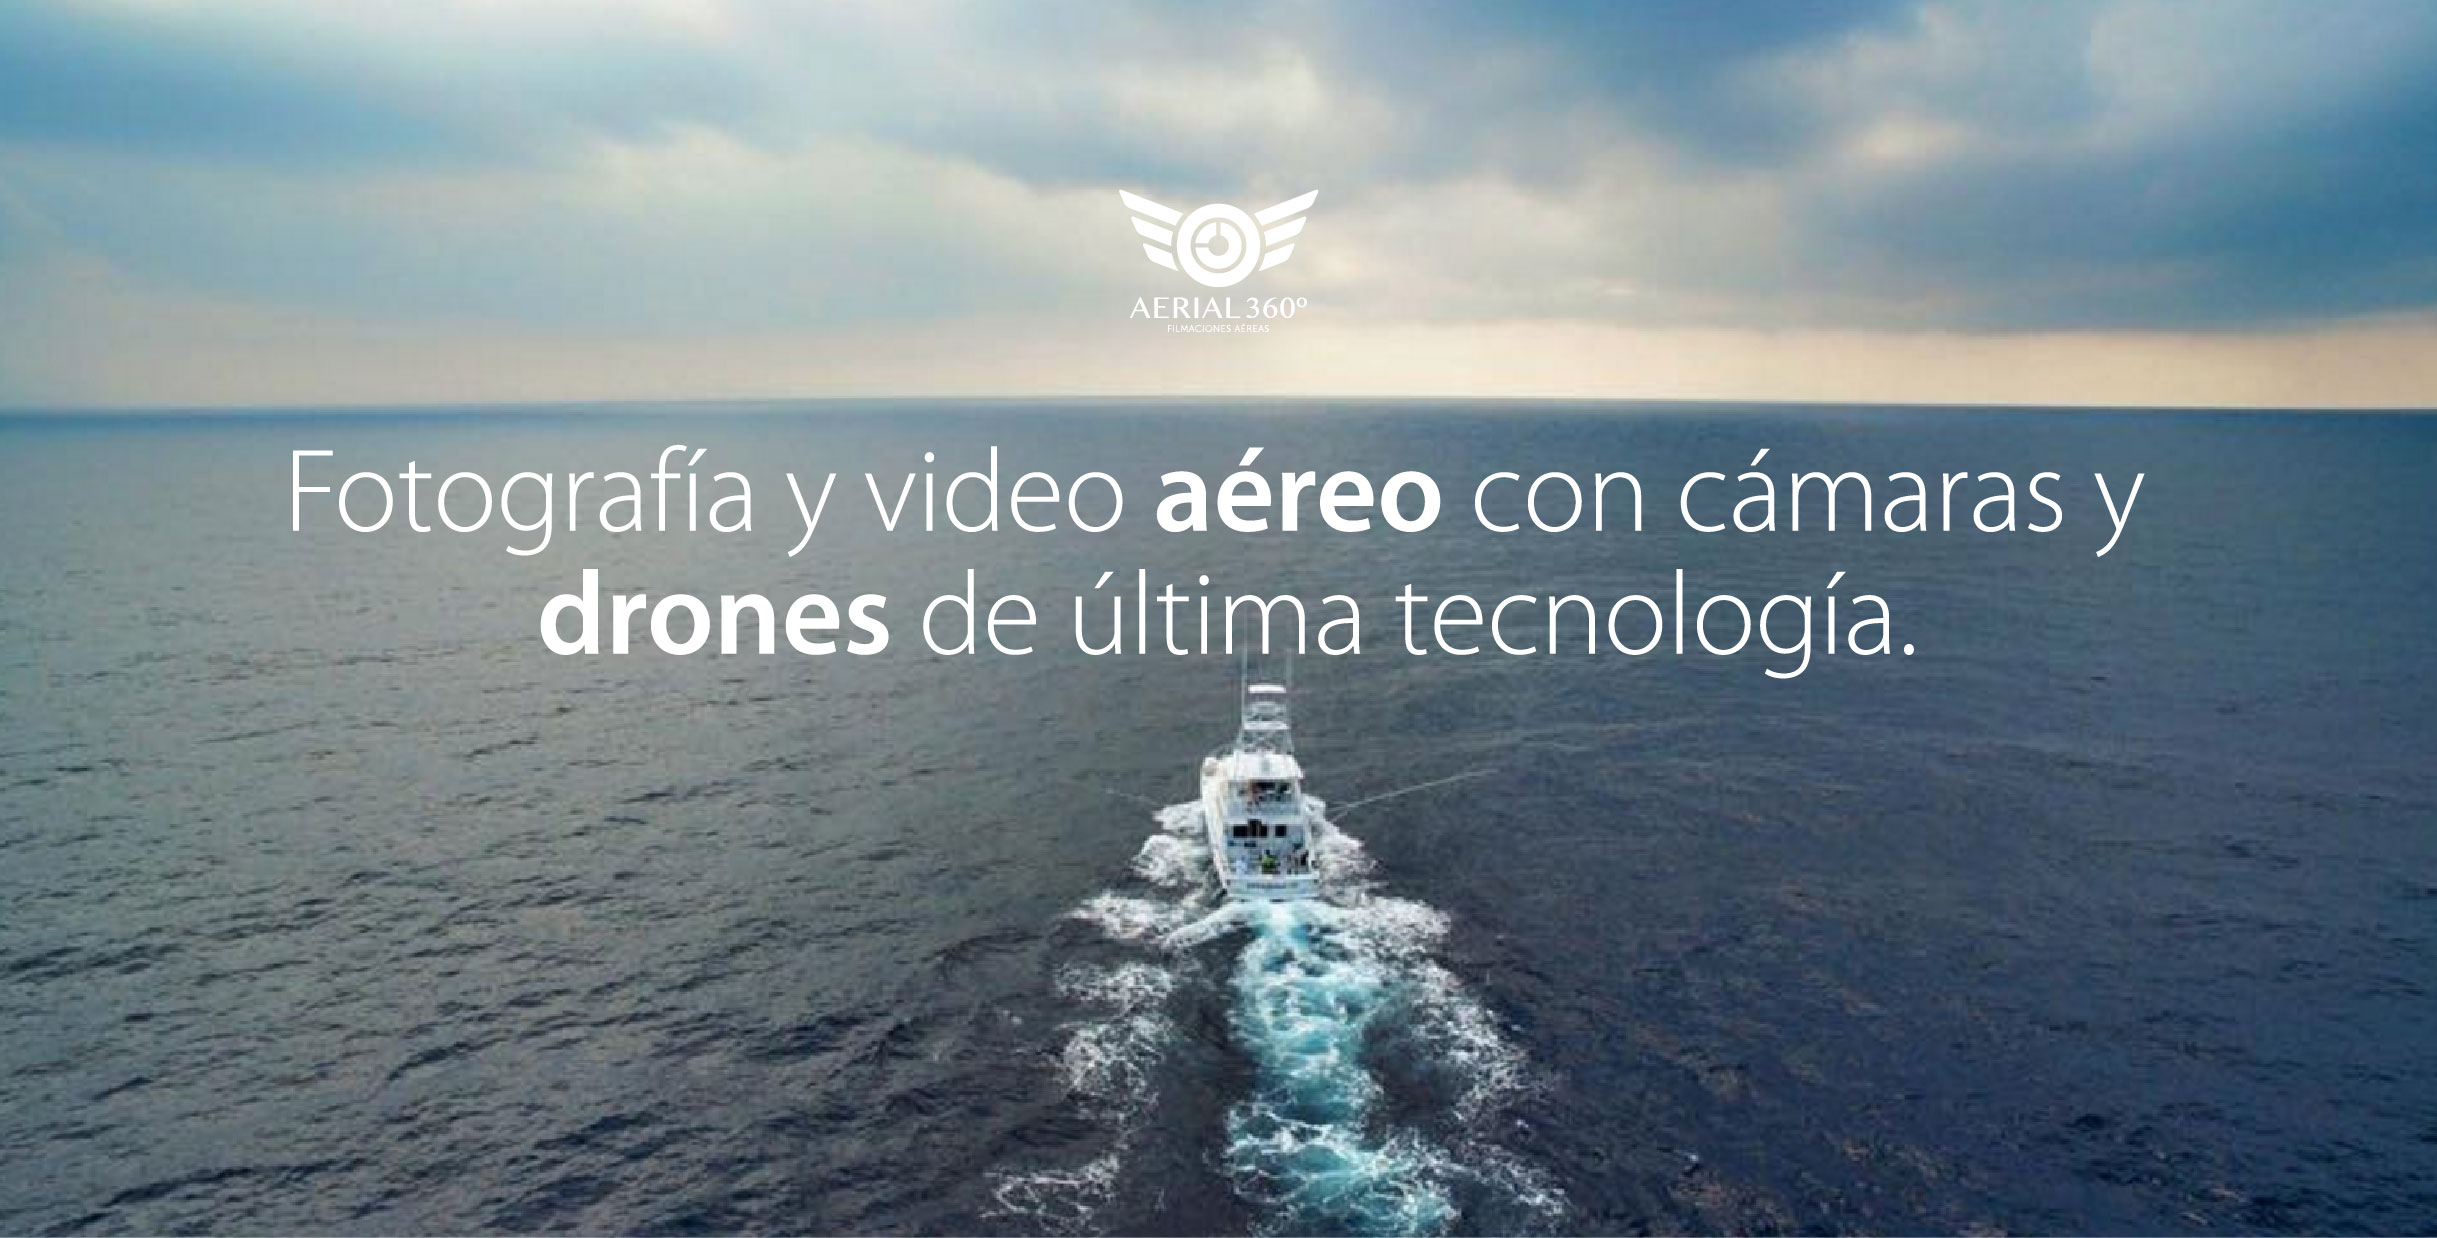 AERIAL 360º
FILMACIONES AÉREAS
Fotografía y video aéreo con cámaras y
drones de última tecnología.